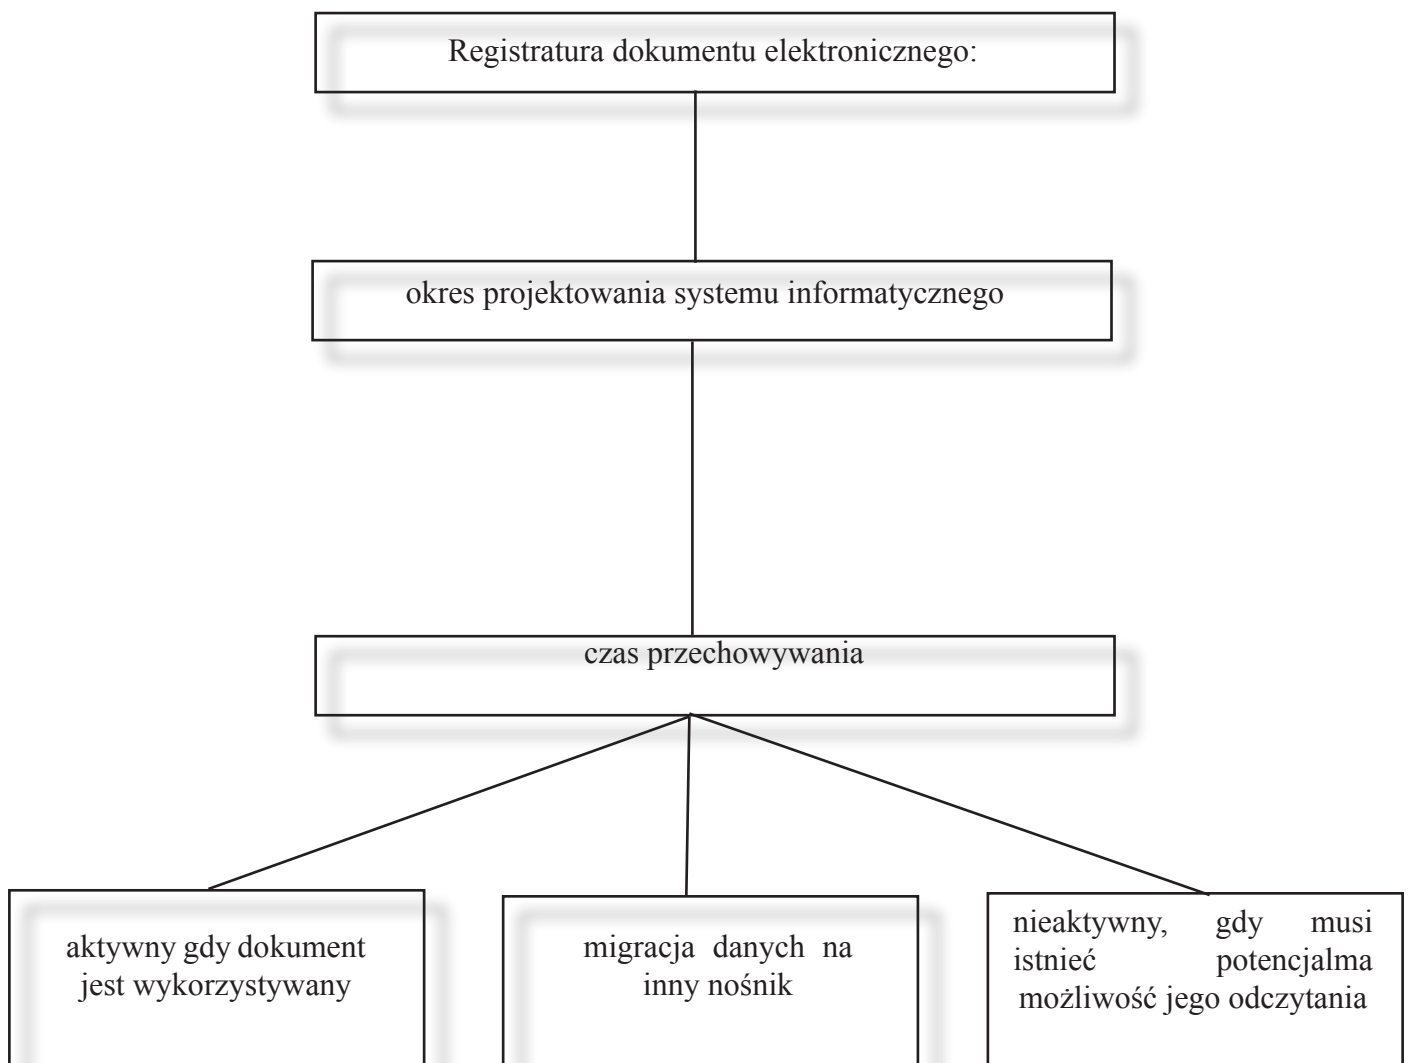 Registratura dokumentu elektronicznego:
okres projektowania systemu informatycznego
czas przechowywania
aktywny gdy dokument
jest wykorzystywany
migracja danych na
inny nośnik
nieaktywny, gdy musi
istnieć potencjalma
możliwość jego odczytania